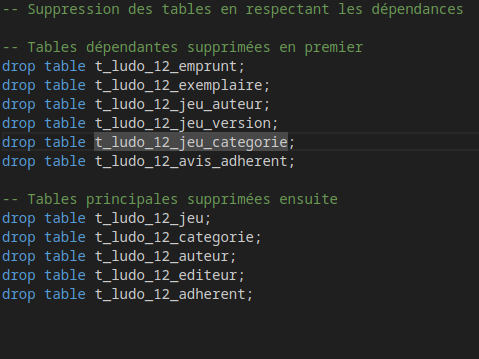 -- Suppression des tables en respectant les dépendances
-- Tables dépendantes supprimées en premier
drop table t_ludo_12_emprunt;
drop table t_ludo_12_exemplaire;
drop table t_ludo_12_jeu_auteur;
drop table t_ludo_12_jeu_version;
drop table t_ludo_12_jeu_categorie;
drop table t_ludo_12_avis_adherent;
-- Tables principales supprimées ensuite
drop table t_ludo_12_jeu;
drop table t_ludo_12_categorie;
drop table t_ludo_12_auteur;
drop table t_ludo_12_editeur;
drop table t_ludo_12_adherent;